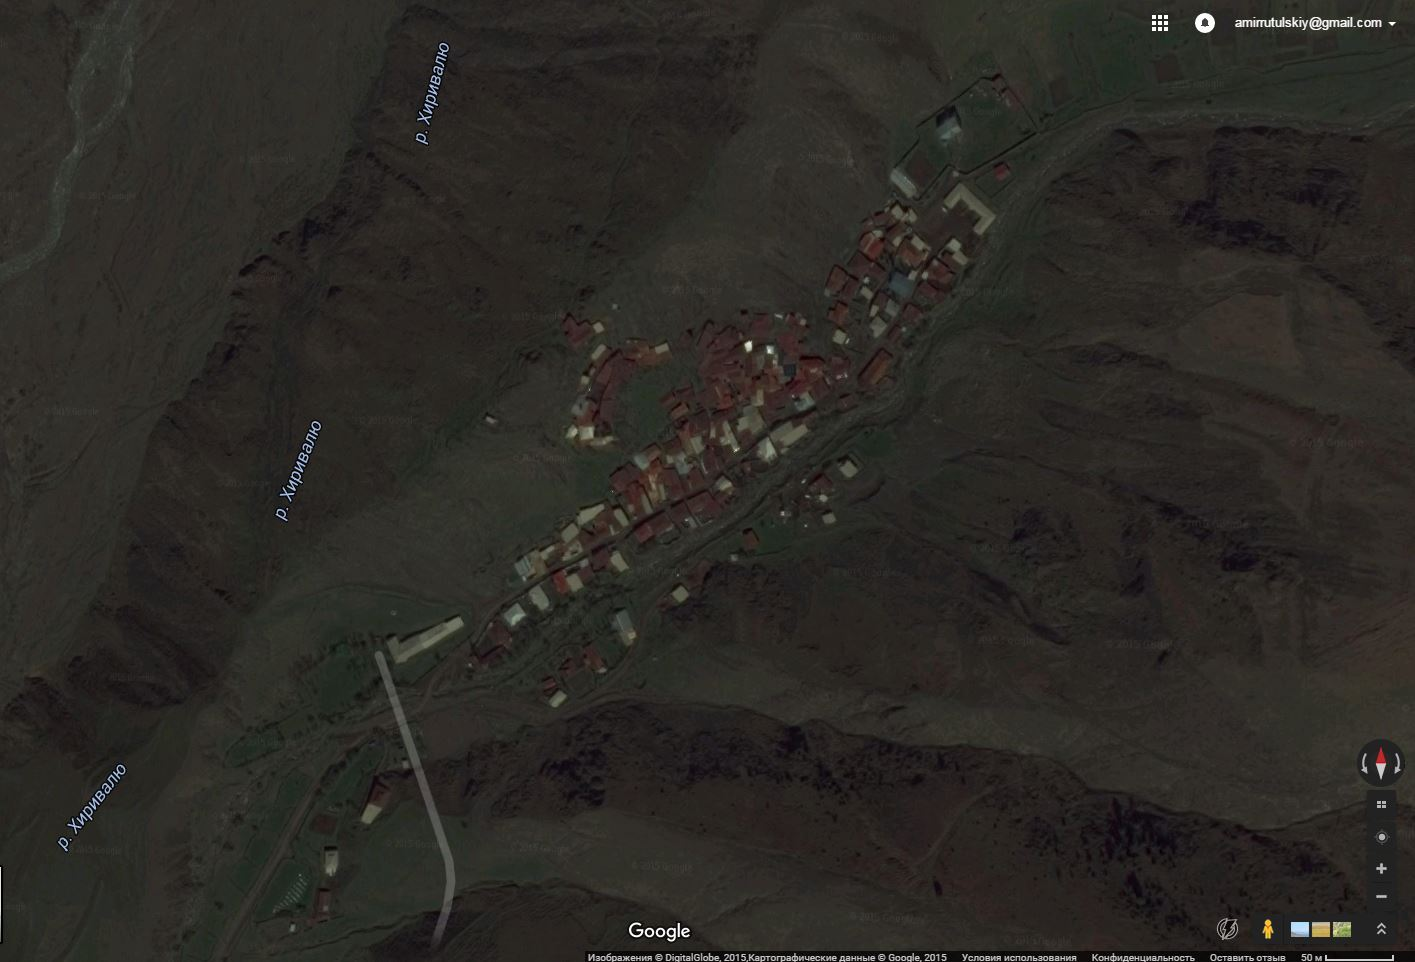 amirrutulskiy@gmail.com
р. Хиривалю
р. Хиривалю
р. Хиривалю
Google
Изображения © DigitalGlobe, 2015,Картографические данные © Google, 2015 Условия использования Конфиденциальность Оставить отзыв 50 м